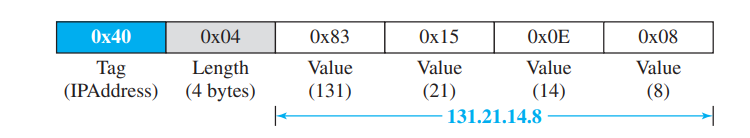 0x40 0x04 0x83 0x15 0x0E 0x08
Tag Length Value Value Value Value
(IPAddress) (4 bytes) (131) (21) (14) (8)
131.21.14.8